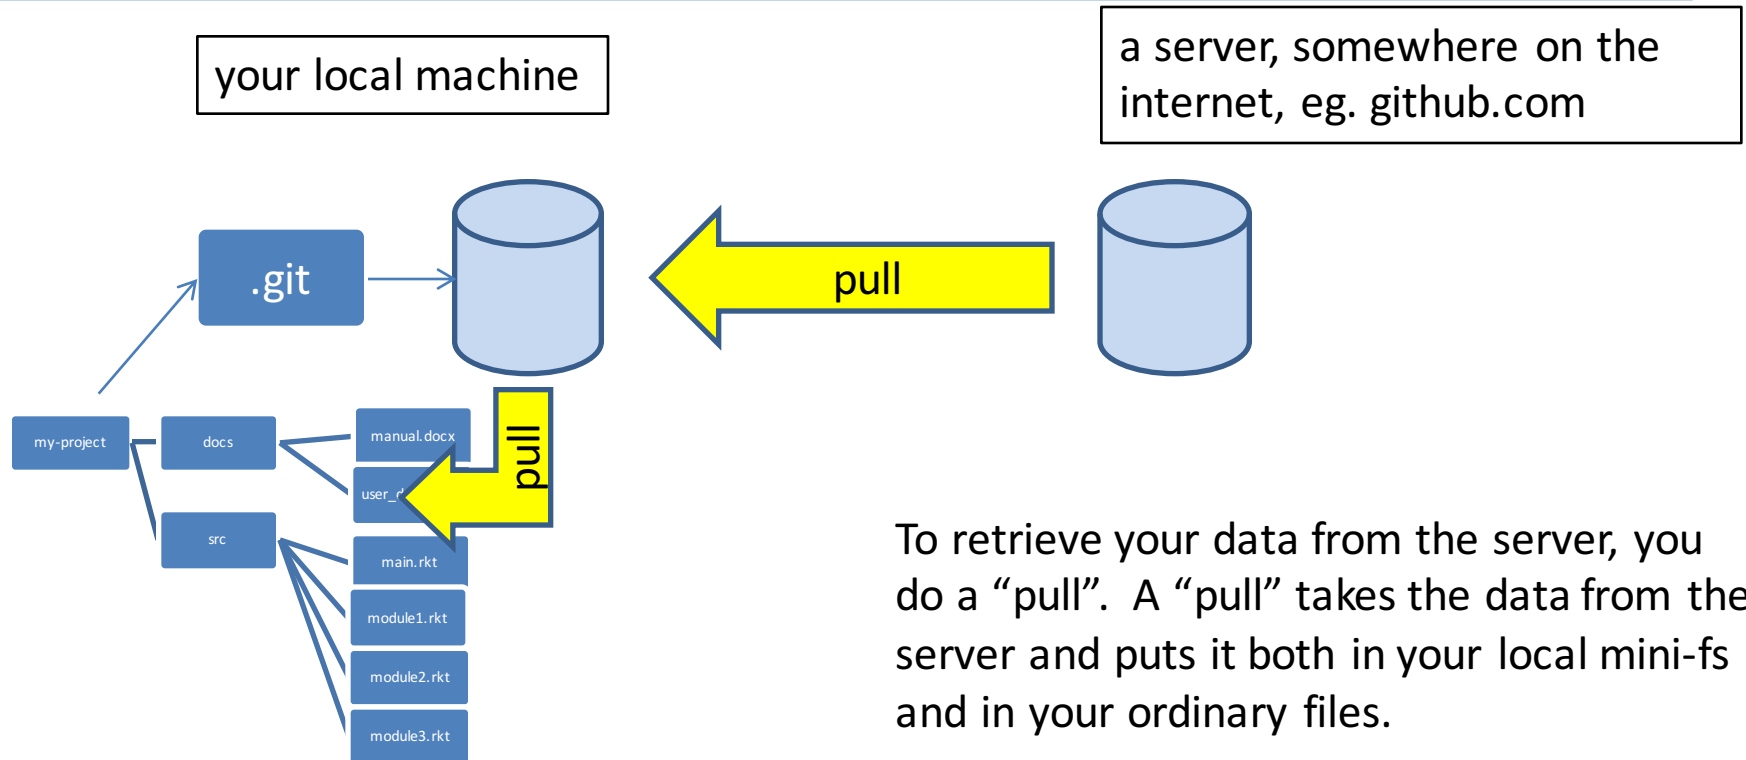 your local machine
a server, somewhere on the
internet, eg. github.com
.git
pull
my-project
docs
manual.docx
pull
src
main.rkt
module1.rkt
module2.rkt
module3.rkt
To retrieve your data from the server, you
do a “pull”. A “pull” takes the data from the
server and puts it both in your local mini-fs
and in your ordinary files.